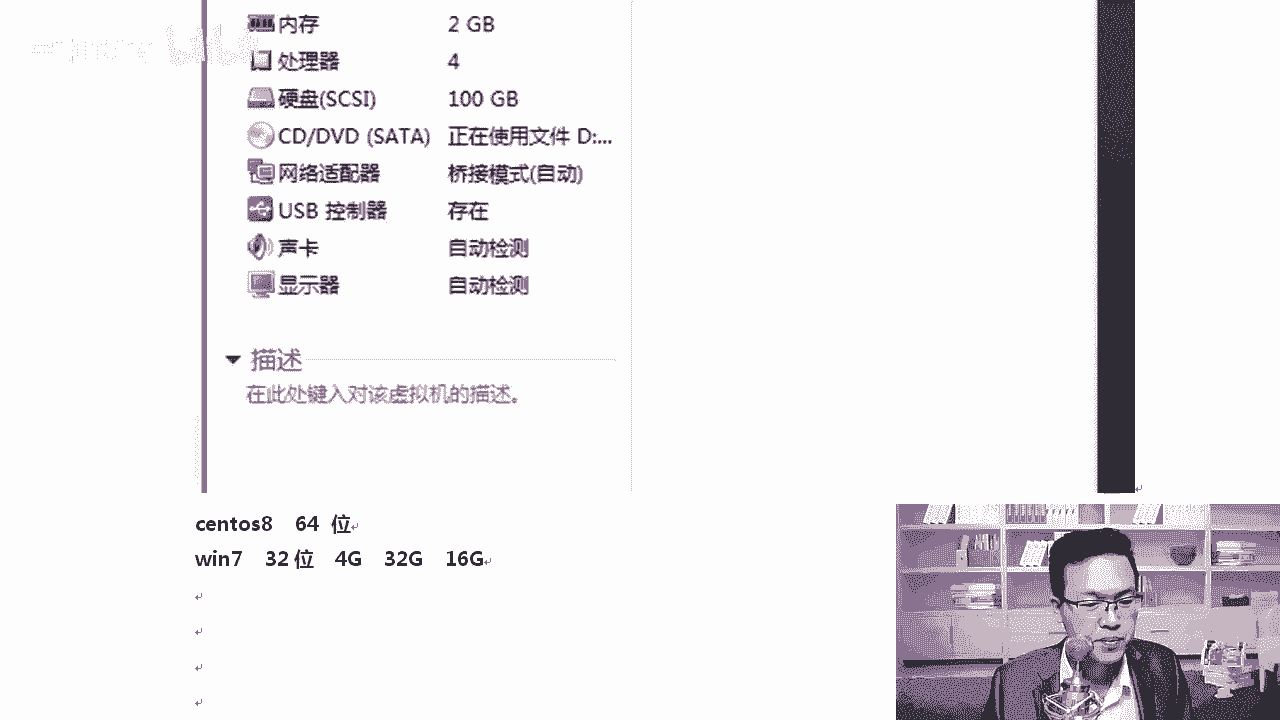 内存 2 GB
处理器 4
硬盘(SCSI) 100 GB
CD/DVD (SATA) 正在使用文件 D:...
网络适配器 桥接模式(自动)
USB 控制器 存在
声卡 自动检测
显示器 自动检测
描述
在此处键入对该虚拟机的描述。
centos8 64 位
win7 32位 4G 32G 16G